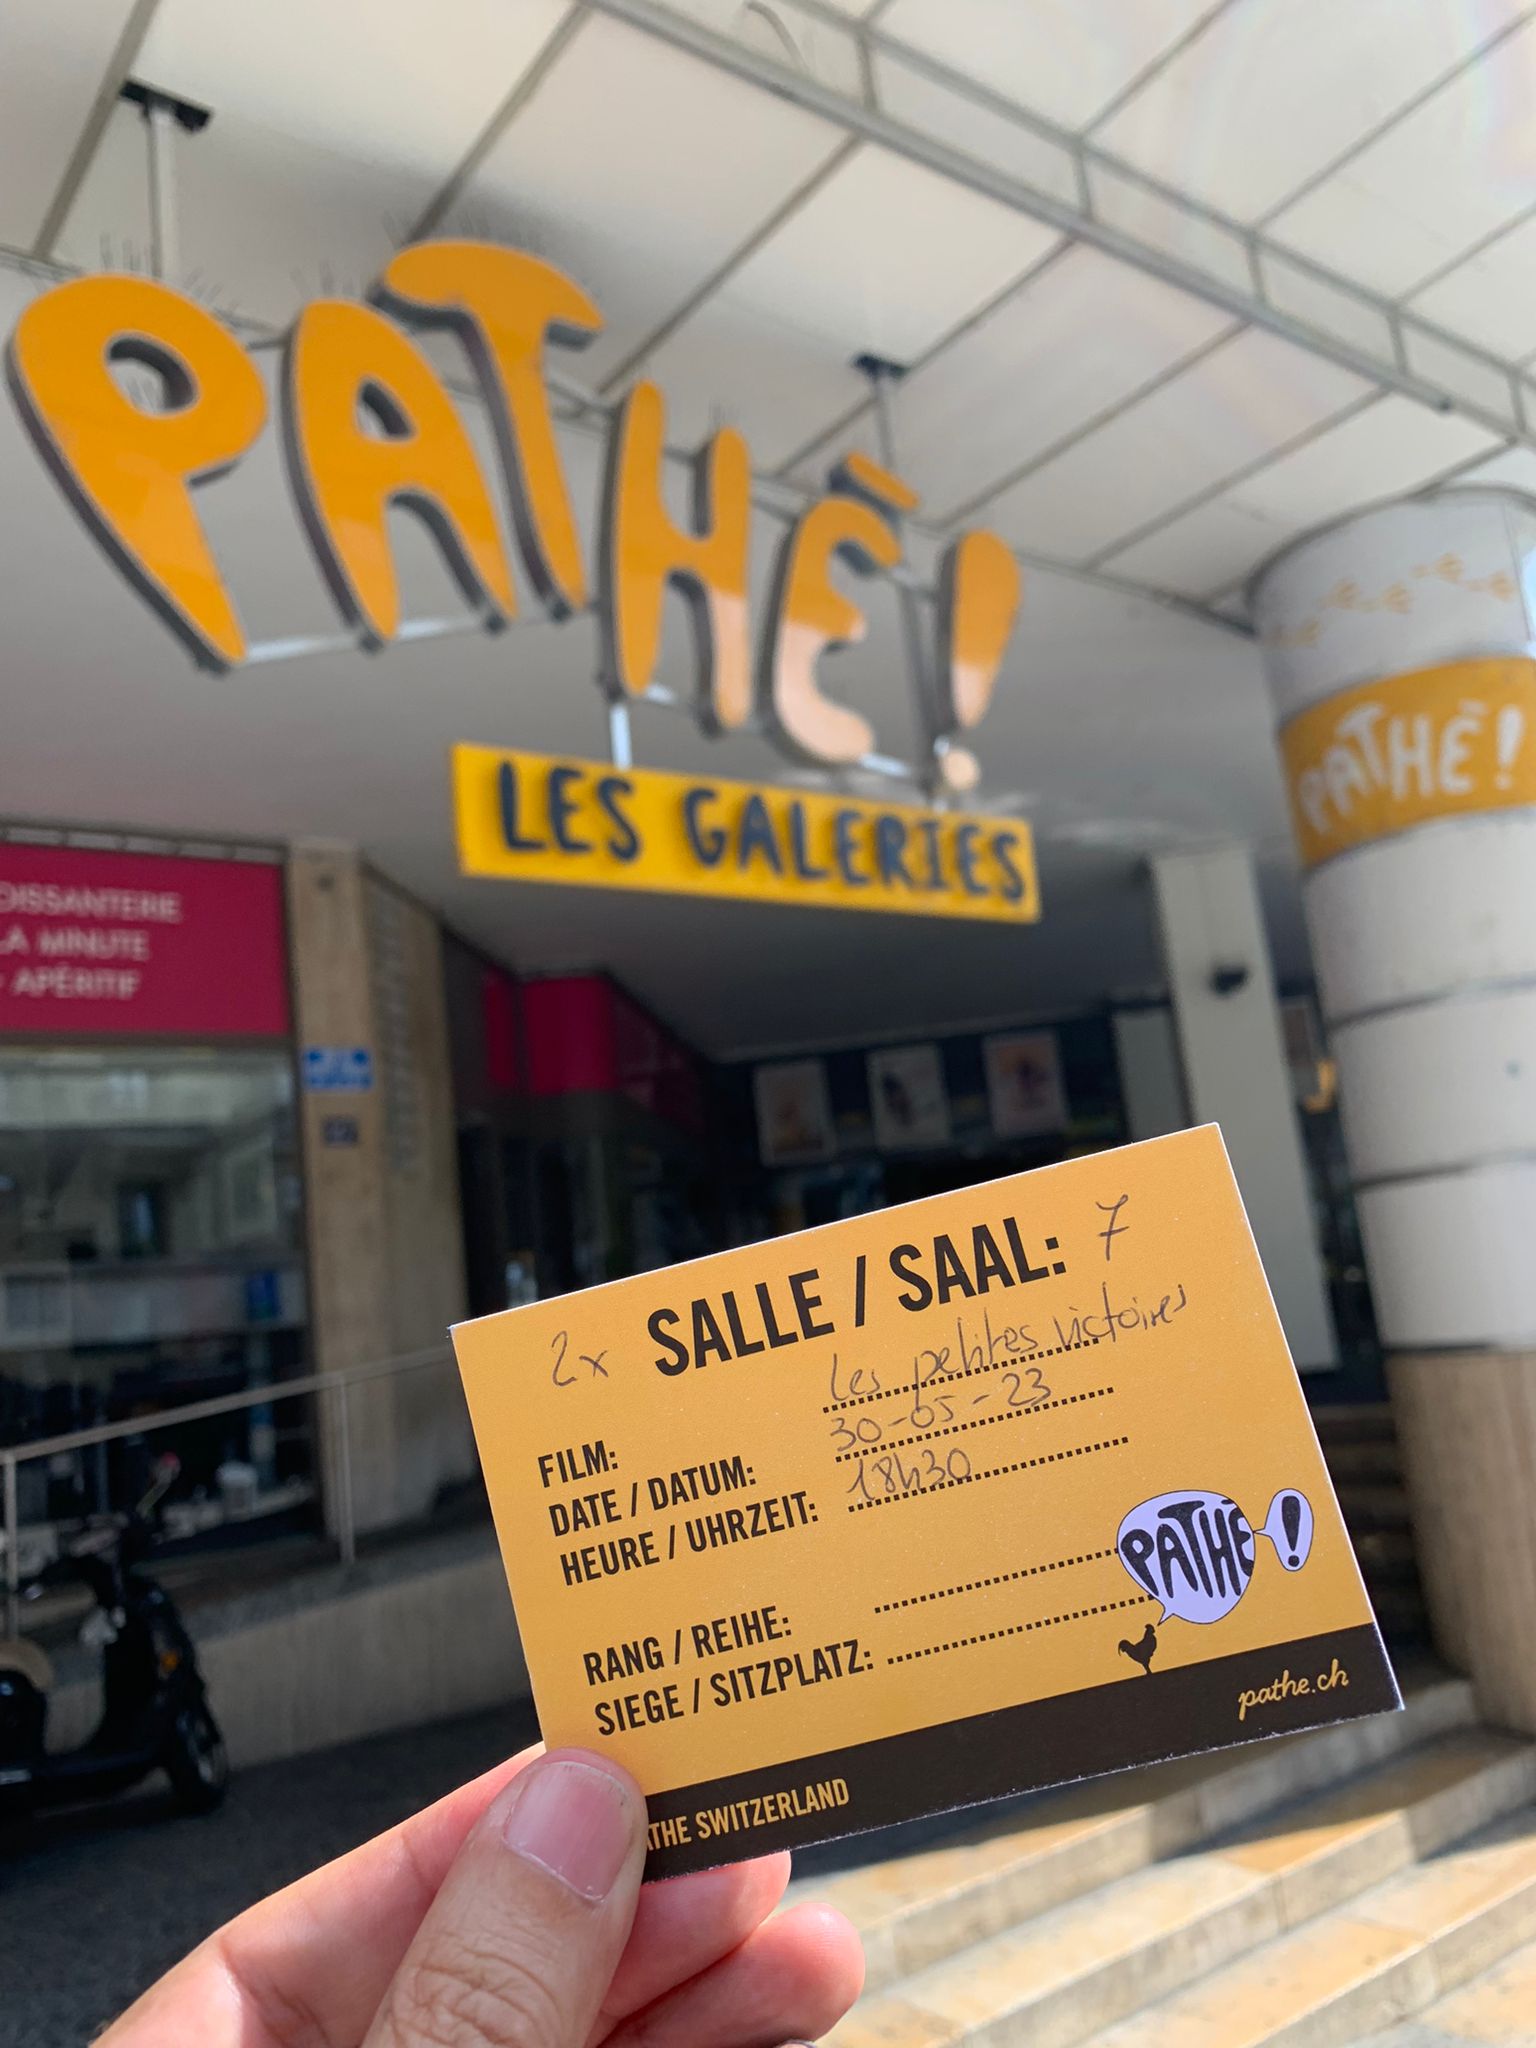 PATHÉ!
LES GALERIES
PATHÉ!
OISSANTERIE
LA MINUTE
- APÉRITIF
2x SALLE / SAAL: 7
FILM: Les petites victoires
DATE / DATUM: 30-05-23
HEURE / UHRZEIT: 18h30
RANG / REIHE:
SIEGE / SITZPLATZ:
PATHÉ!
pathe.ch
ATHE SWITZERLAND